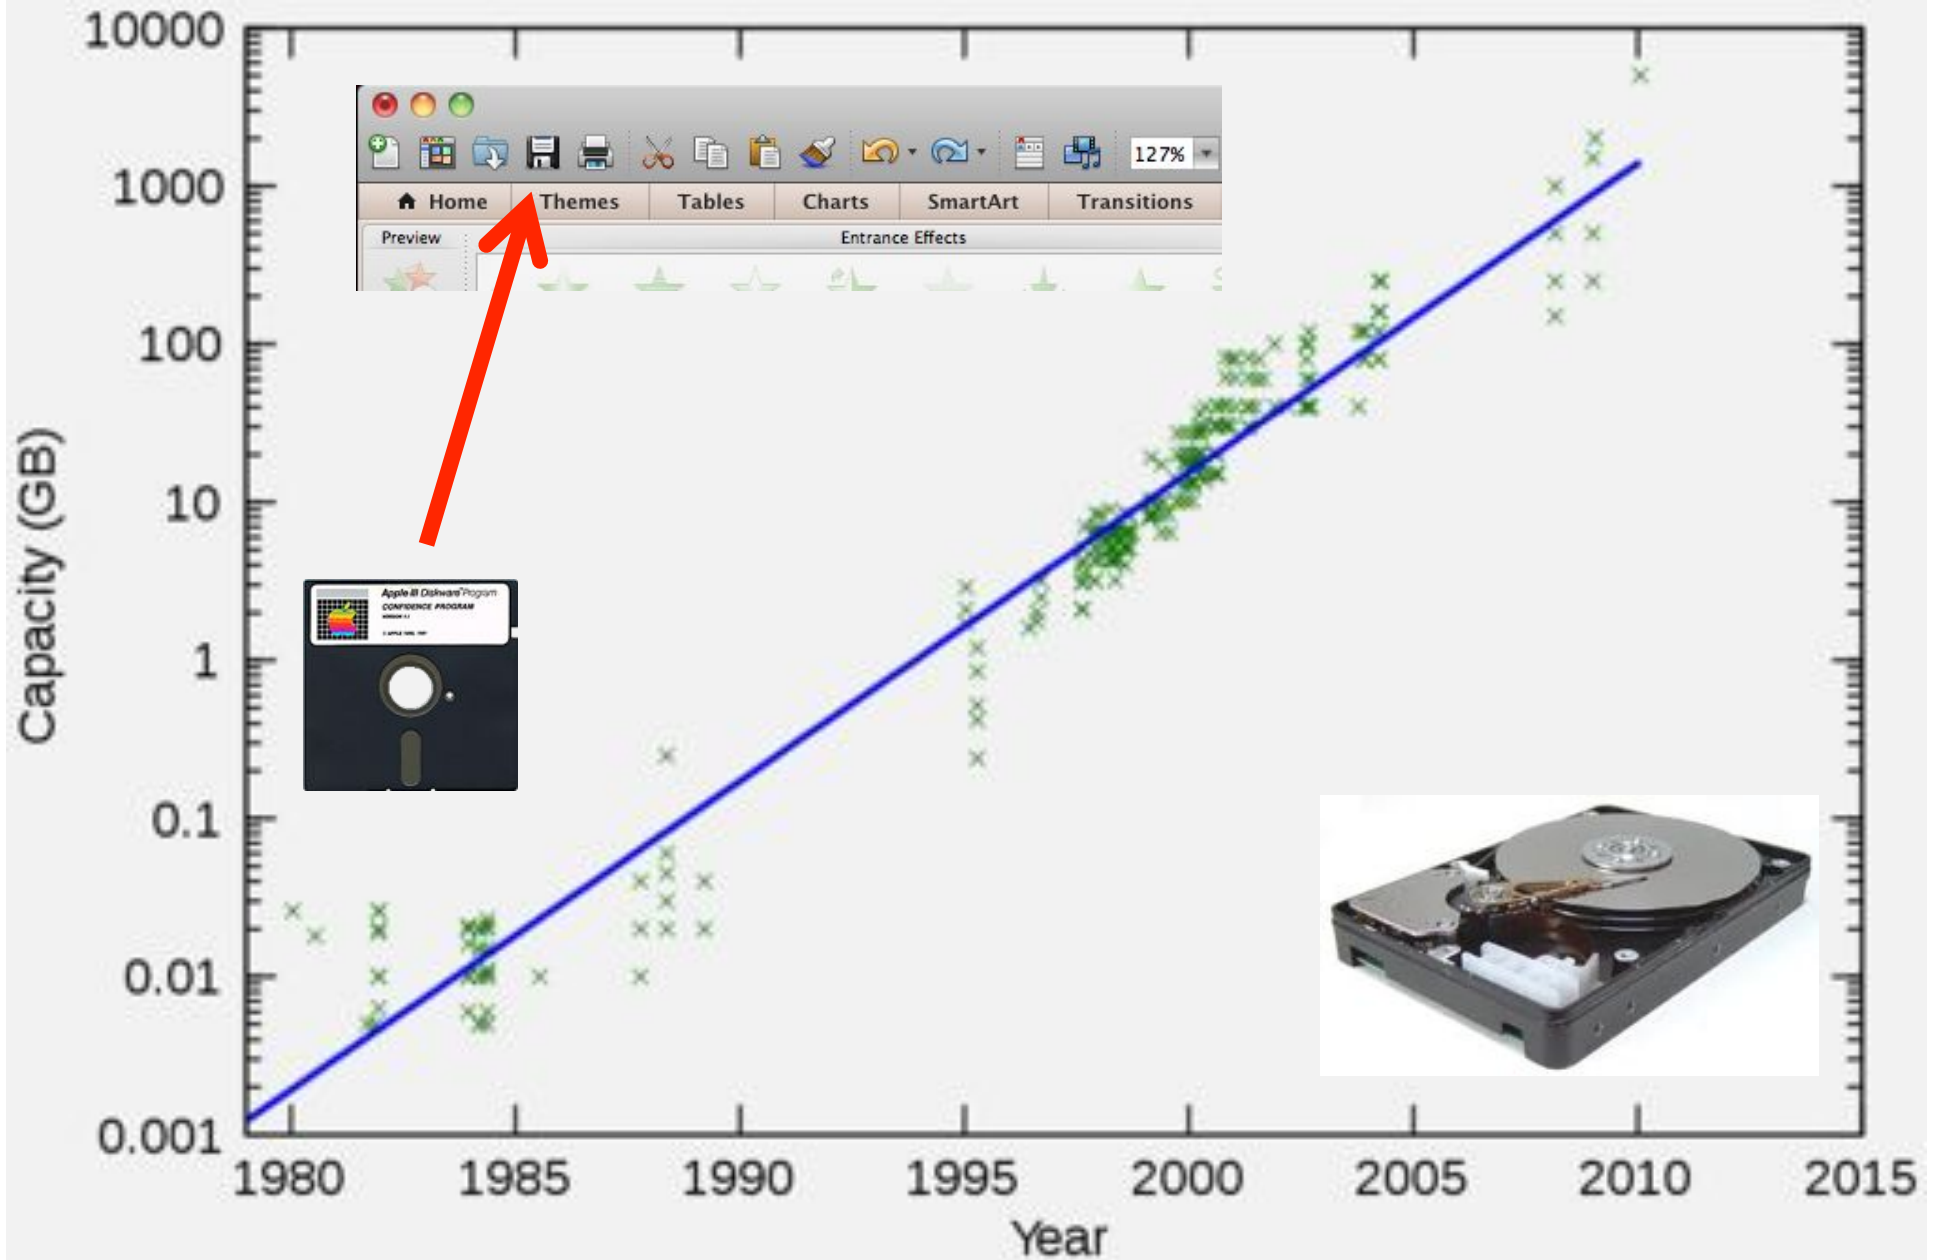 10000
1000
100
10
1
0.1
0.01
0.001
Capacity (GB)
127%
Home Themes Tables Charts SmartArt Transitions
Preview Entrance Effects
Apple III Diskware Program
CONFIDENCE PROGRAM
1980 1985 1990 1995 2000 2005 2010 2015
Year